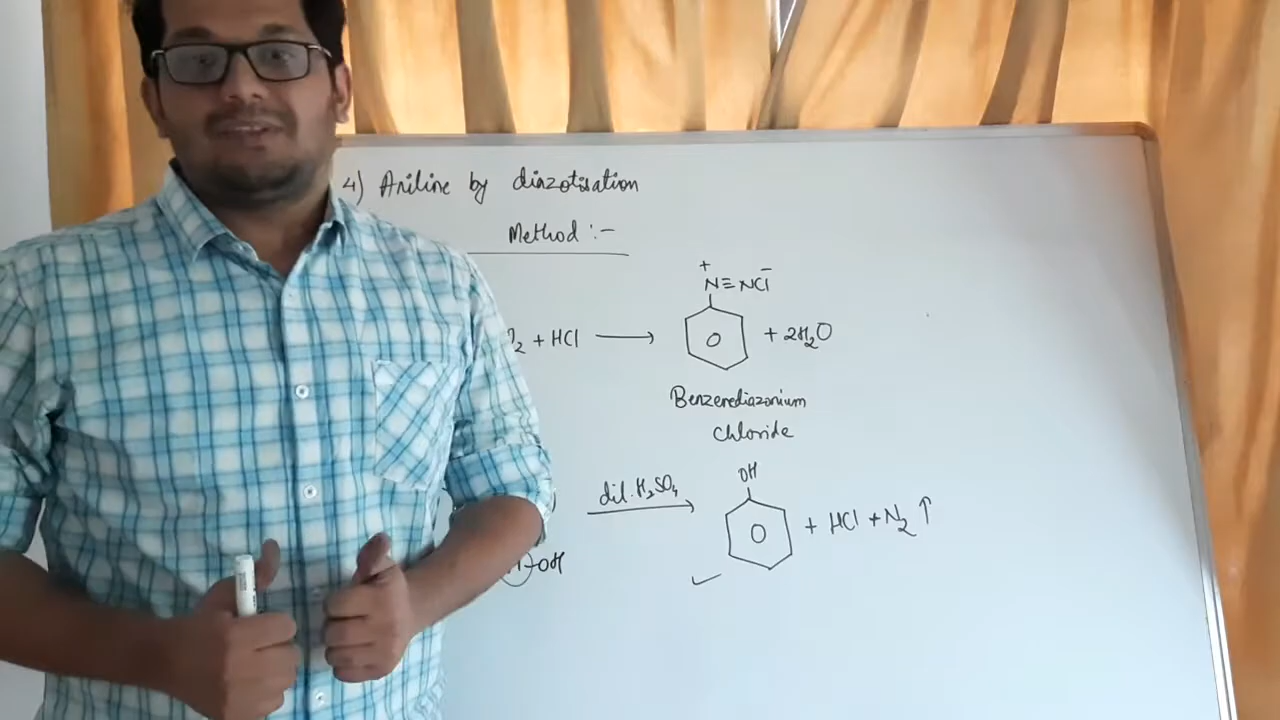 4) Aniline by diazotisation
Method :-
+
N≡NCl⁻
₂ + HCl ⟶ + 2H₂O
Benzenediazonium
Chloride
OH
dil. H₂SO₄
⟶ + HCl + N₂ ↑
-OH